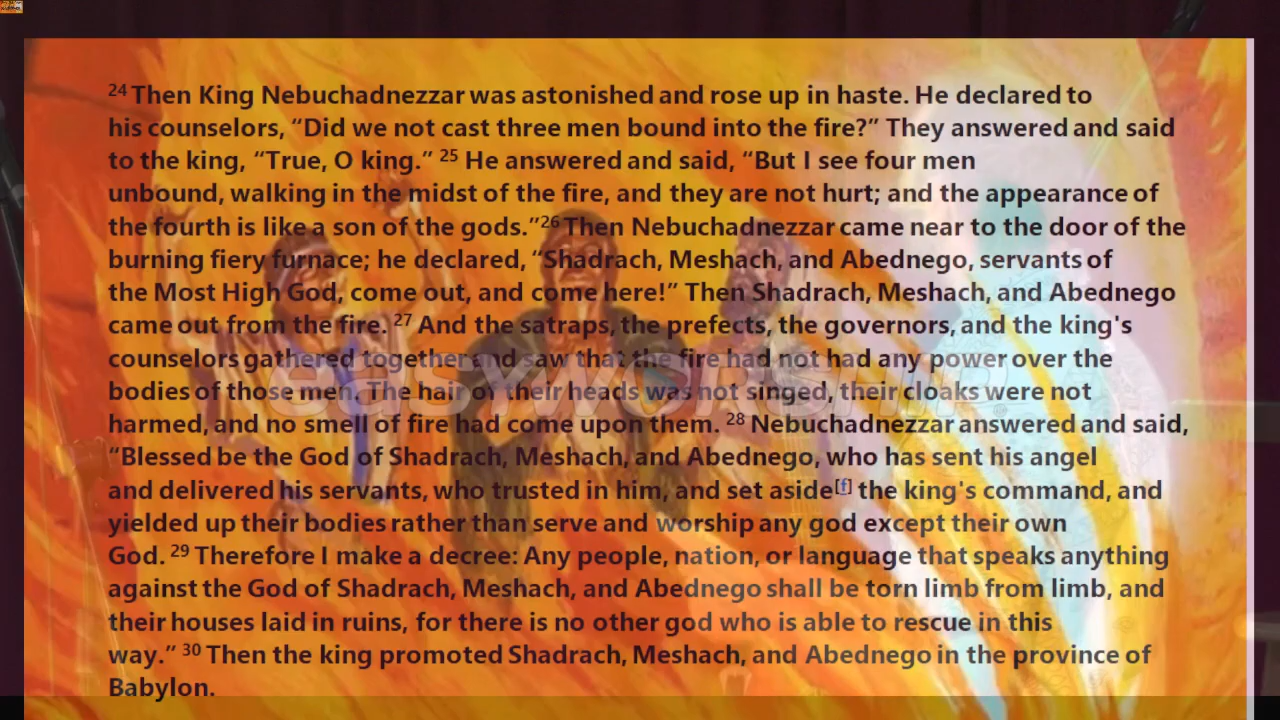 24 Then King Nebuchadnezzar was astonished and rose up in haste. He declared to
his counselors, “Did we not cast three men bound into the fire?” They answered and said
to the king, “True, O king.” 25 He answered and said, “But I see four men
unbound, walking in the midst of the fire, and they are not hurt; and the appearance of
the fourth is like a son of the gods.”26 Then Nebuchadnezzar came near to the door of the
burning fiery furnace; he declared, “Shadrach, Meshach, and Abednego, servants of
the Most High God, come out, and come here!” Then Shadrach, Meshach, and Abednego
came out from the fire. 27 And the satraps, the prefects, the governors, and the king's
counselors gathered together and saw that the fire had not had any power over the
bodies of those men. The hair of their heads was not singed, their cloaks were not
harmed, and no smell of fire had come upon them. 28 Nebuchadnezzar answered and said,
“Blessed be the God of Shadrach, Meshach, and Abednego, who has sent his angel
and delivered his servants, who trusted in him, and set aside[f] the king's command, and
yielded up their bodies rather than serve and worship any god except their own
God. 29 Therefore I make a decree: Any people, nation, or language that speaks anything
against the God of Shadrach, Meshach, and Abednego shall be torn limb from limb, and
their houses laid in ruins, for there is no other god who is able to rescue in this
way.” 30 Then the king promoted Shadrach, Meshach, and Abednego in the province of
Babylon.
easyworship